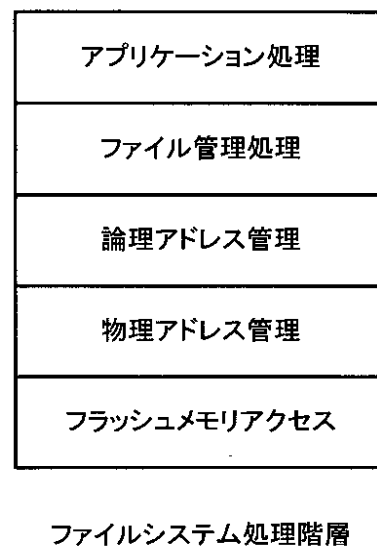 アプリケーション処理
ファイル管理処理
論理アドレス管理
物理アドレス管理
フラッシュメモリアクセス
ファイルシステム処理階層